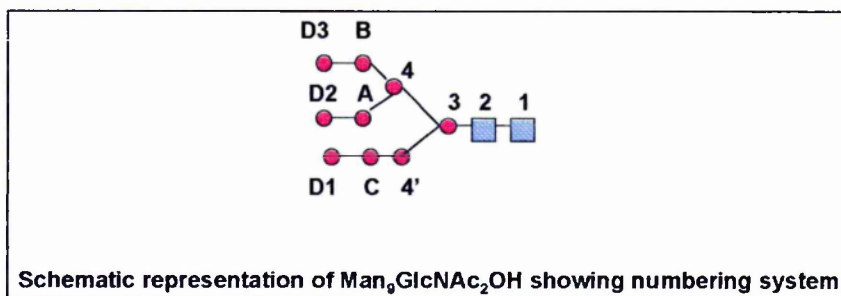 D3 B
4
D2 A
3 2 1
D1 C 4'
Schematic representation of Man₉GlcNAc₂OH showing numbering system